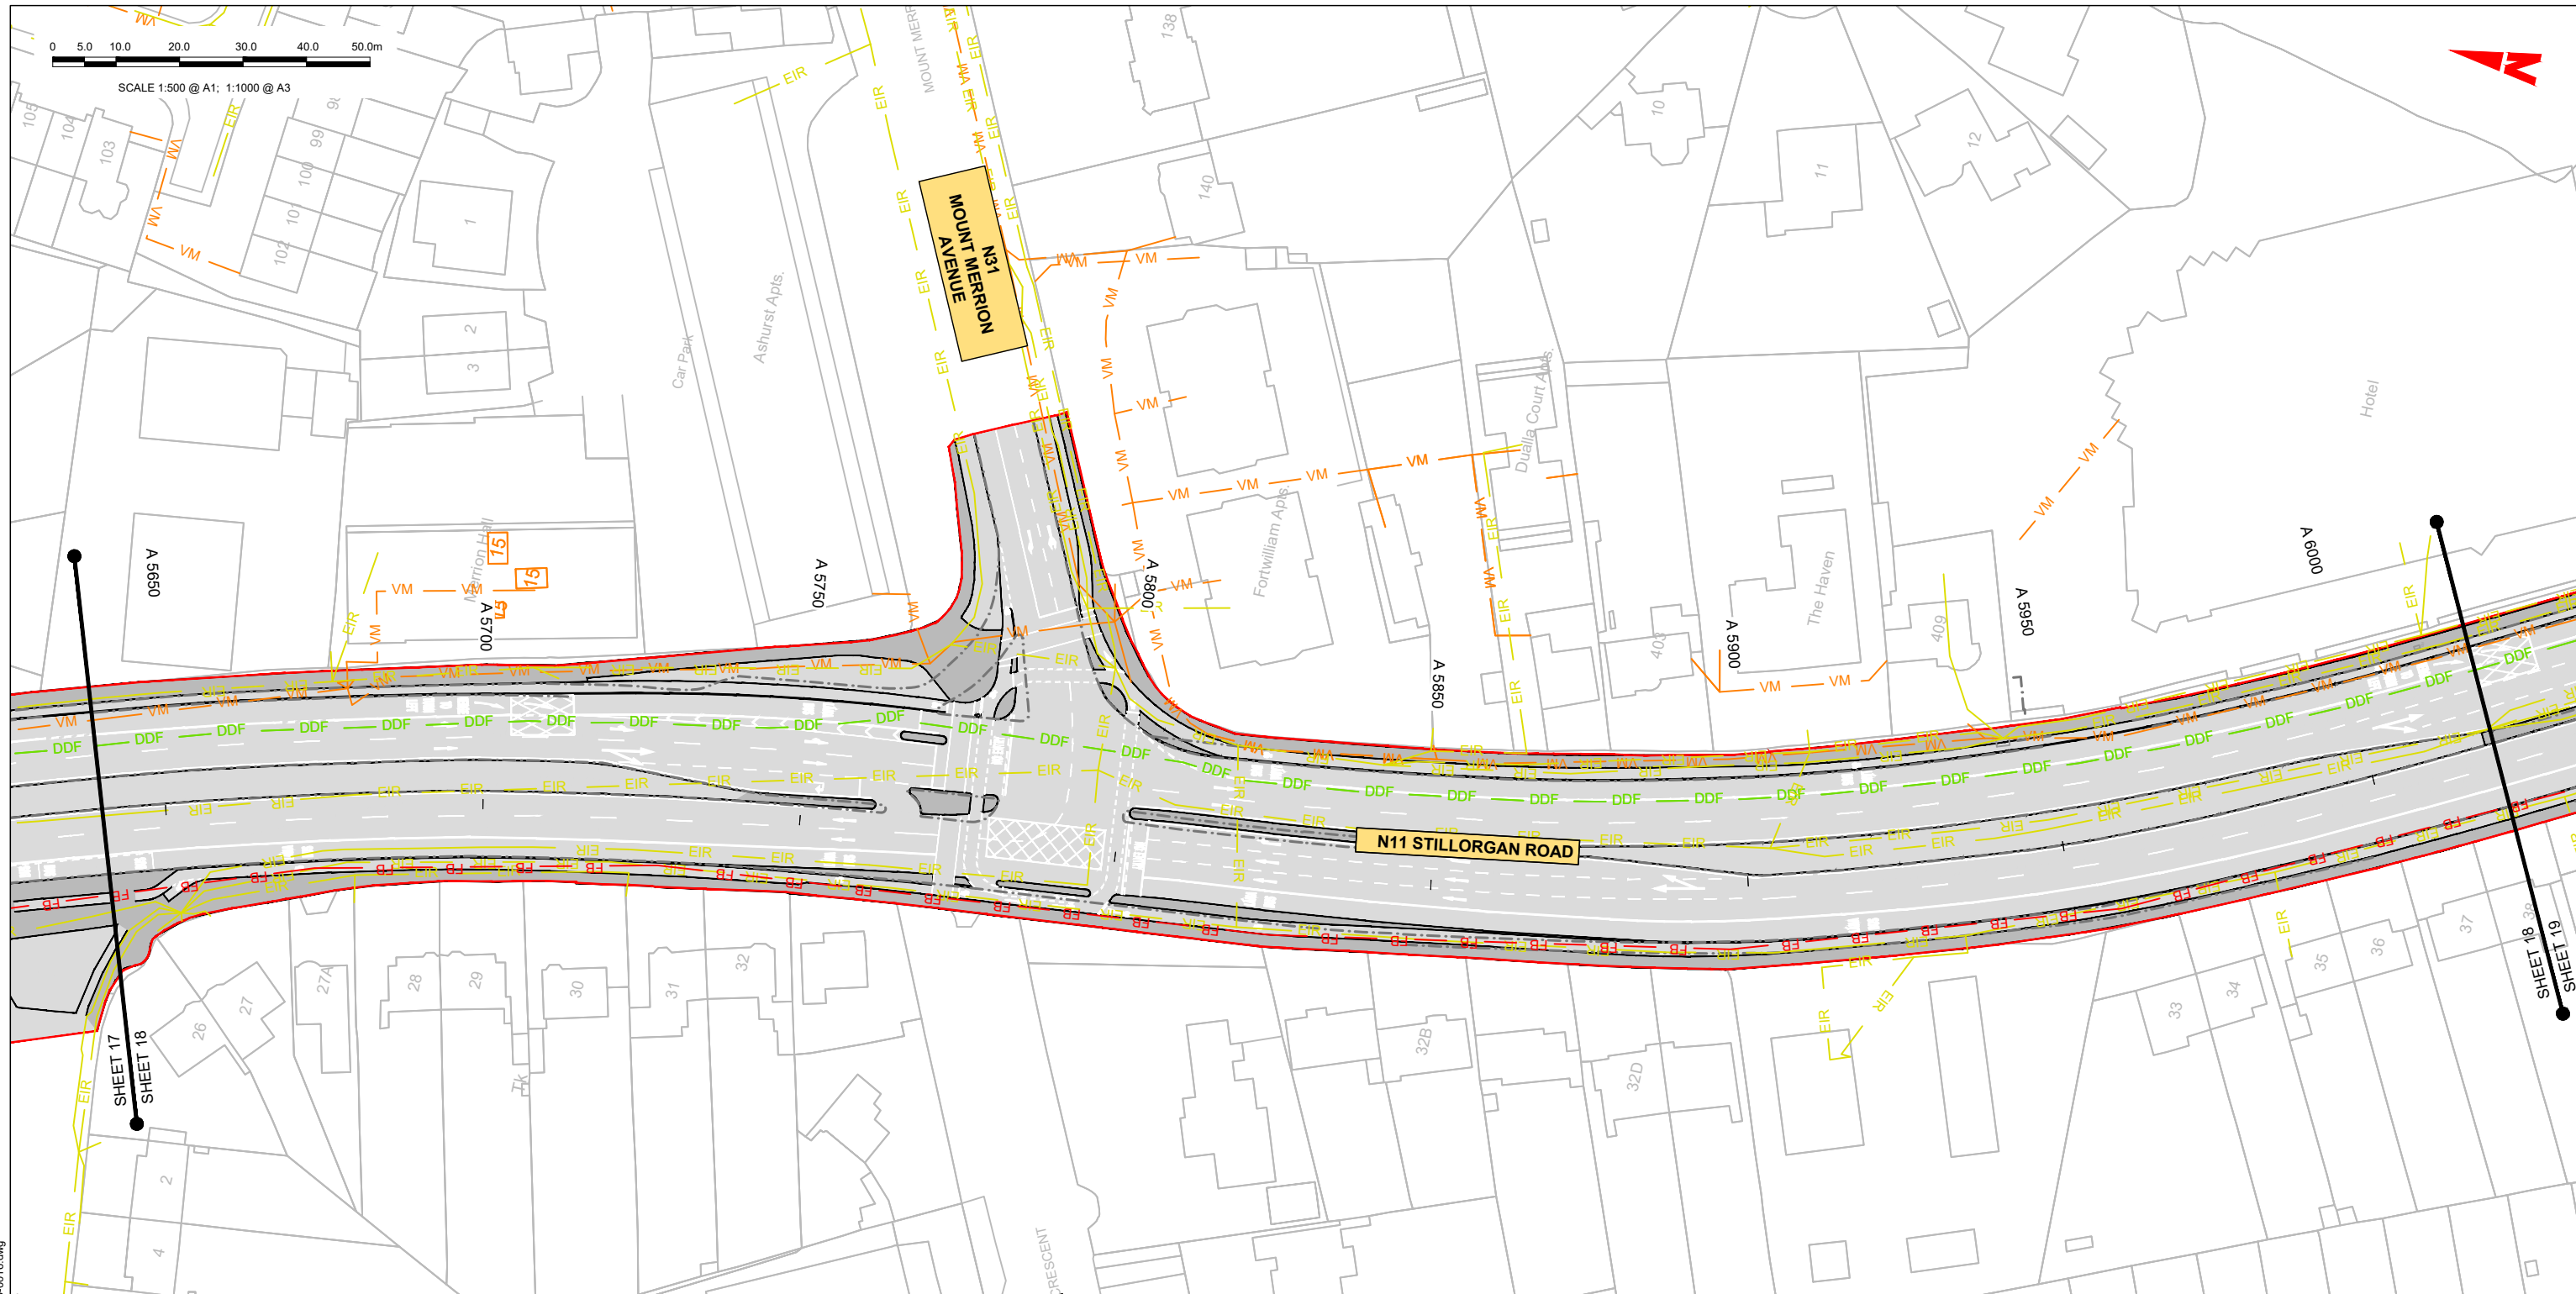 0 5.0 10.0 20.0 30.0 40.0 50.0m
SCALE 1:500 @ A1; 1:1000 @ A3
N31
MOUNT MERRION
AVENUE
N11 STILLORGAN ROAD
SHEET 17
SHEET 18
SHEET 18
SHEET 19
A 5650
A 5700
A 5750
A 5800
A 5850
A 5900
A 5950
A 6000
Merrion Hall
Car Park
Ashurst Apts.
Fortwilliam Apts.
Dualla Court Apts.
The Haven
Hotel
CRESCENT
Tk
105
104
103
99
100
101
102
1
2
3
138
140
10
11
12
403
409
15
15
15
26
27
27A
28
29
30
31
32
32B
32D
33
34
35
36
37
38
2
4
EIR
VM
DDF
FB